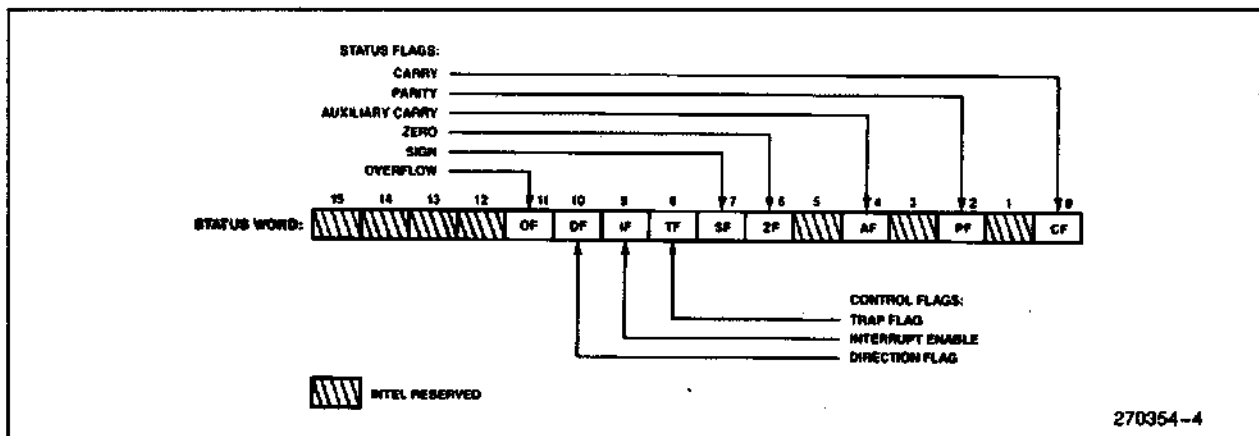 STATUS FLAGS:
CARRY
PARITY
AUXILIARY CARRY
ZERO
SIGN
OVERFLOW
15 14 13 12 11 10 9 8 7 6 5 4 3 2 1 0
STATUS WORD: OF DF IF TF SF ZF AF PF CF
CONTROL FLAGS:
TRAP FLAG
INTERRUPT ENABLE
DIRECTION FLAG
INTEL RESERVED
270354-4